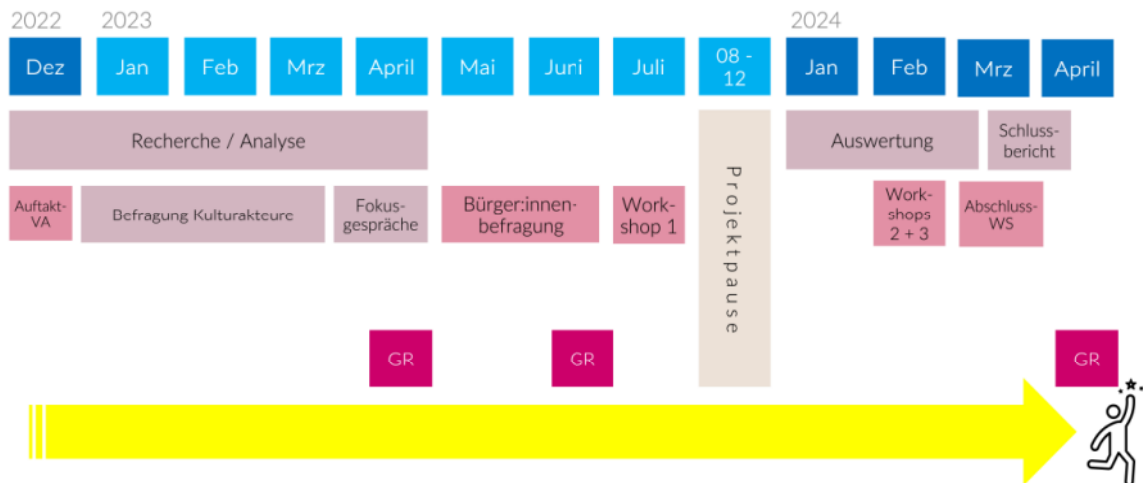 2022 2023 2024
Dez Jan Feb Mrz April Mai Juni Juli 08 - Jan Feb Mrz April
12
Recherche / Analyse Auswertung Schluss-
bericht
Auftakt-
VA
Befragung Kulturakteure
Fokus-
gespräche
Bürger:innen-
befragung
Work-
shop 1
Projektpause
Work-
shops
2 + 3
Abschluss-
WS
GR GR GR